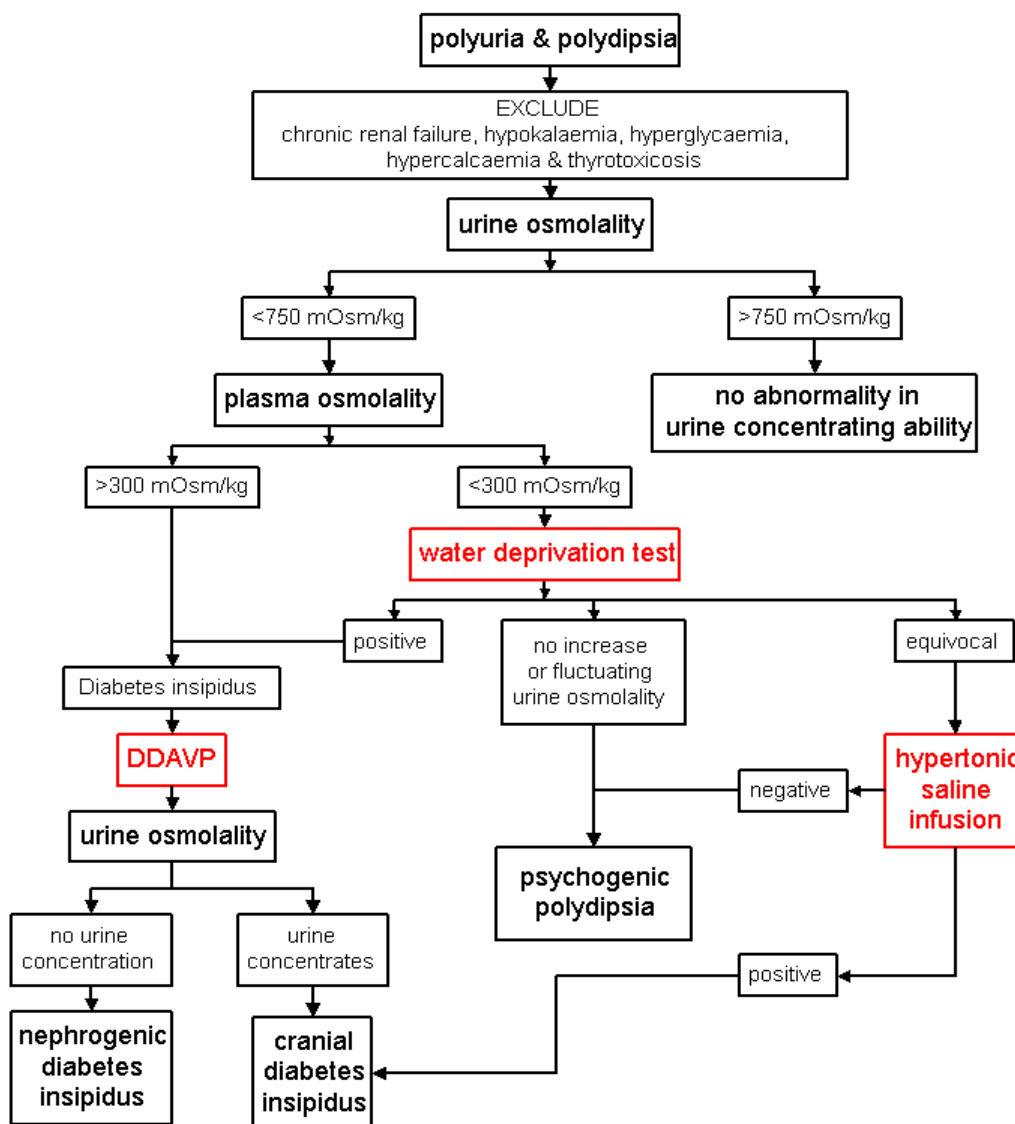 polyuria & polydipsia
EXCLUDE
chronic renal failure, hypokalaemia, hyperglycaemia,
hypercalcaemia & thyrotoxicosis
urine osmolality
<750 mOsm/kg
>750 mOsm/kg
plasma osmolality
no abnormality in
urine concentrating ability
>300 mOsm/kg
<300 mOsm/kg
water deprivation test
positive
no increase
or fluctuating
urine osmolality
equivocal
Diabetes insipidus
DDAVP
hypertonic
saline
infusion
negative
urine osmolality
psychogenic
polydipsia
no urine
concentration
urine
concentrates
positive
nephrogenic
diabetes
insipidus
cranial
diabetes
insipidus